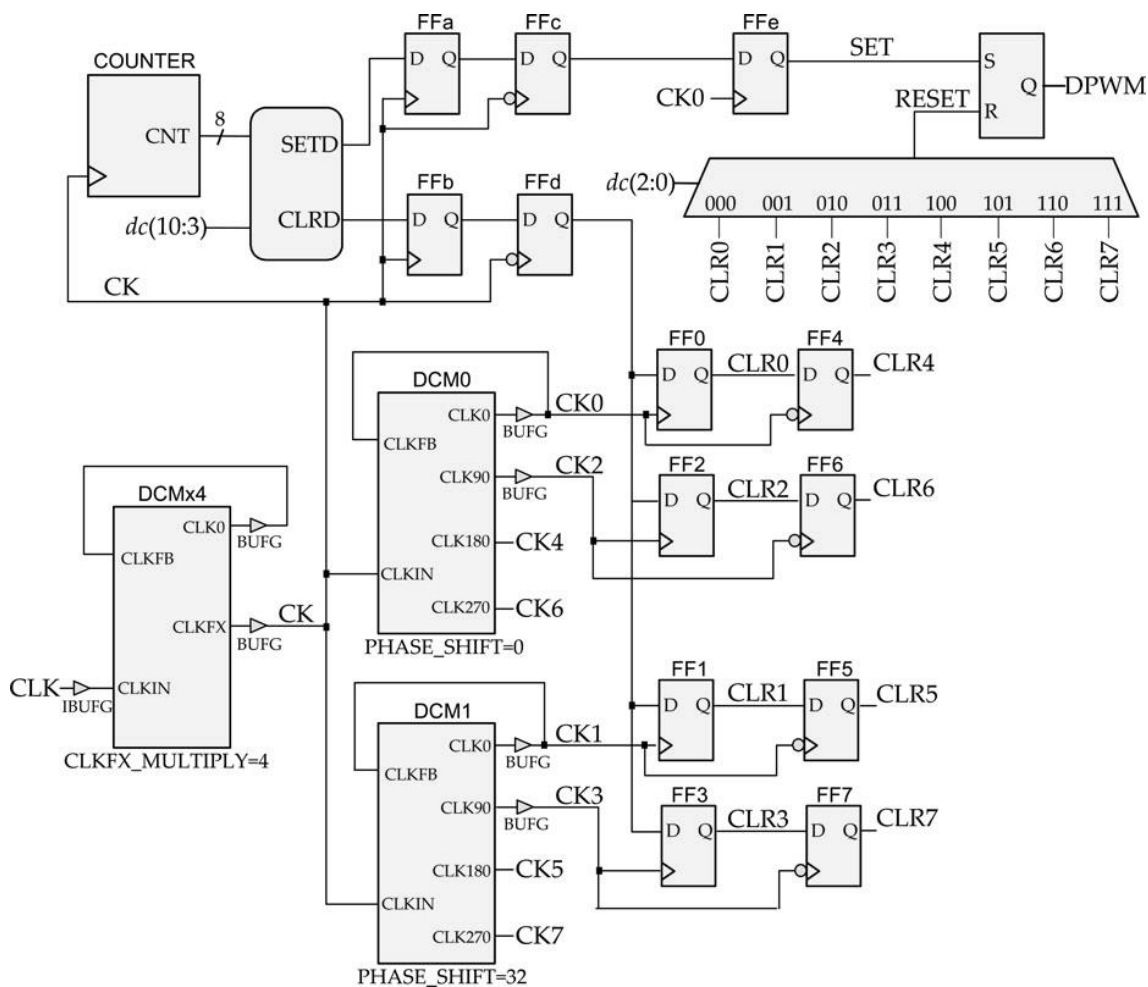 FFa
FFc
FFe
COUNTER
CNT
8
SETD
CLRD
dc(10:3)
D Q
D Q
D Q
CK0
SET
S
Q
DPWM
RESET
R
FFb
FFd
D Q
D Q
dc(2:0)
000 001 010 011 100 101 110 111
CLR0 CLR1 CLR2 CLR3 CLR4 CLR5 CLR6 CLR7
CK
DCM0
CLK0
BUFG
CK0
CLKFB
CLK90
BUFG
CK2
CLK180
CK4
CLKIN
CLK270
CK6
PHASE_SHIFT=0
FF0
D Q
CLR0
FF4
D Q
CLR4
FF2
D Q
CLR2
FF6
D Q
CLR6
DCMx4
CLK0
BUFG
CLKFB
CLKFX
BUFG
CK
CLK
IBUFG
CLKIN
CLKFX_MULTIPLY=4
DCM1
CLK0
BUFG
CK1
CLKFB
CLK90
BUFG
CK3
CLK180
CK5
CLKIN
CLK270
CK7
PHASE_SHIFT=32
FF1
D Q
CLR1
FF5
D Q
CLR5
FF3
D Q
CLR3
FF7
D Q
CLR7